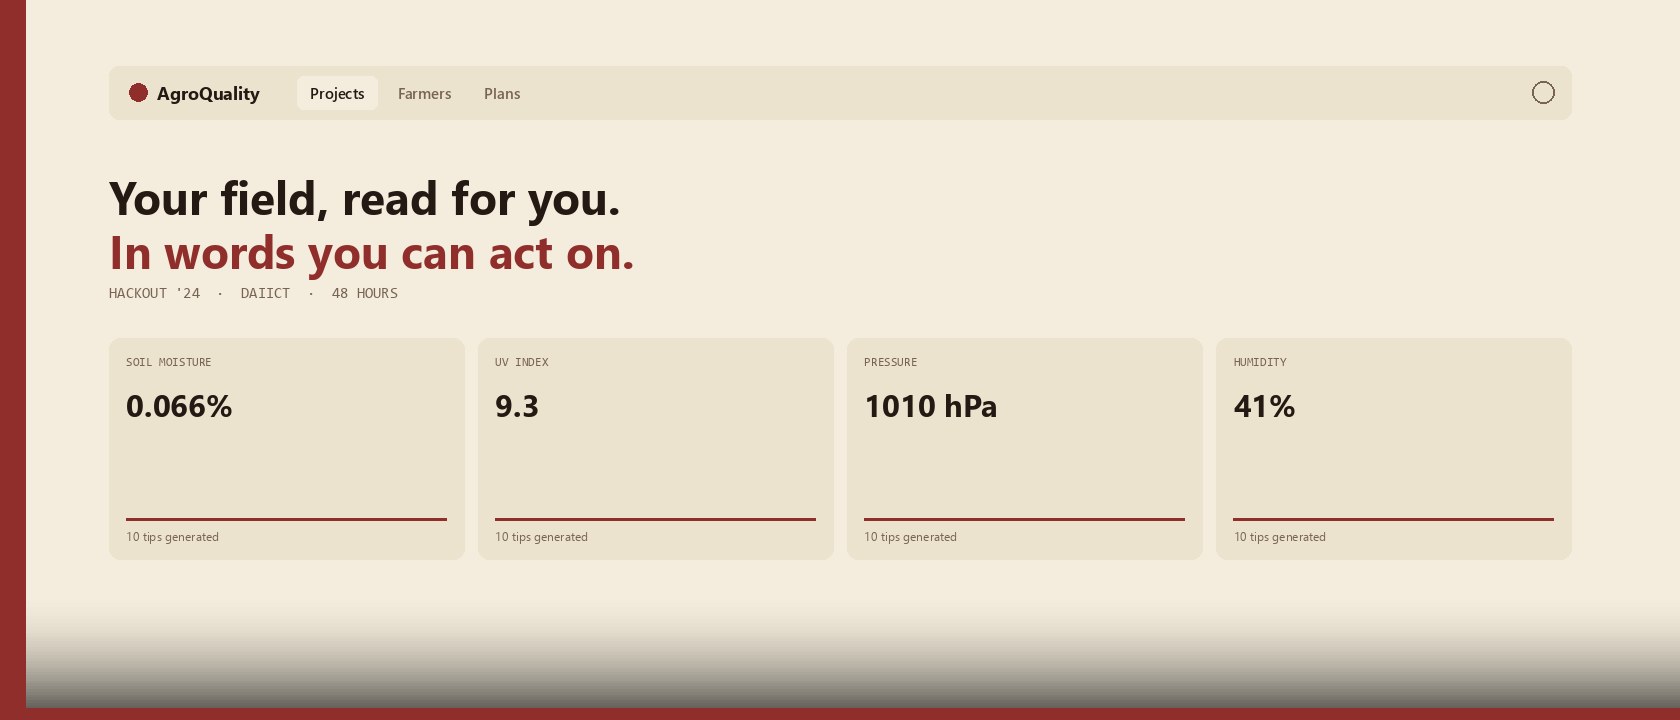 AgroQuality Projects Farmers Plans
Your field, read for you.
In words you can act on.
HACKOUT '24 · DAIICT · 48 HOURS
SOIL MOISTURE
0.066%
10 tips generated
UV INDEX
9.3
10 tips generated
PRESSURE
1010 hPa
10 tips generated
HUMIDITY
41%
10 tips generated